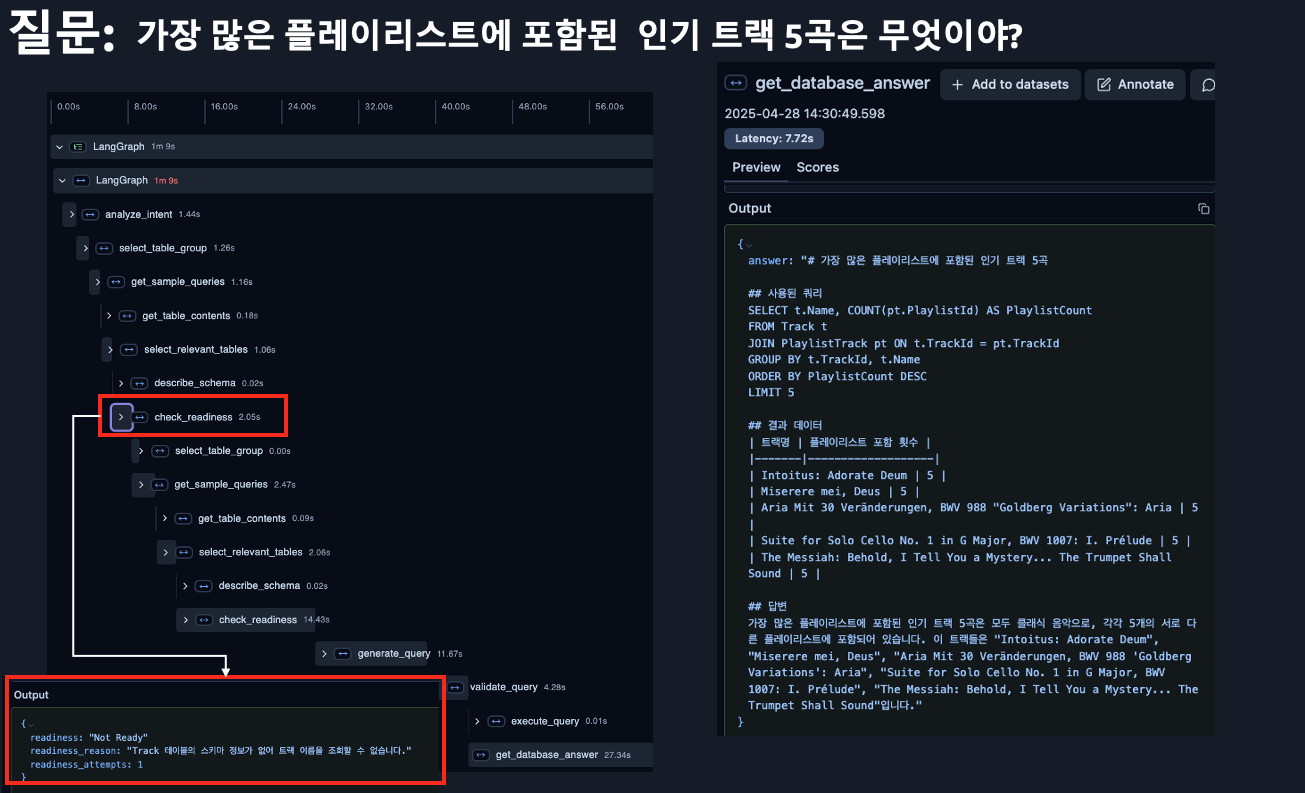 질문: 가장 많은 플레이리스트에 포함된 인기 트랙 5곡은 무엇이야?
0.00s 8.00s 16.00s 24.00s 32.00s 40.00s 48.00s 56.00s
LangGraph 1m 9s
LangGraph 1m 9s
analyze_intent 1.44s
select_table_group 1.26s
get_sample_queries 1.16s
get_table_contents 0.18s
select_relevant_tables 1.06s
describe_schema 0.02s
check_readiness 2.05s
select_table_group 0.00s
get_sample_queries 2.47s
get_table_contents 0.09s
select_relevant_tables 2.06s
describe_schema 0.02s
check_readiness 14.43s
generate_query 11.67s
validate_query 4.28s
execute_query 0.01s
get_database_answer 27.34s
Output
{
readiness: "Not Ready"
readiness_reason: "Track 테이블의 스키마 정보가 없어 트랙 이름을 조회할 수 없습니다."
readiness_attempts: 1
}
get_database_answer + Add to datasets Annotate
2025-04-28 14:30:49.598
Latency: 7.72s
Preview Scores
Output
{
answer: "# 가장 많은 플레이리스트에 포함된 인기 트랙 5곡
## 사용된 쿼리
SELECT t.Name, COUNT(pt.PlaylistId) AS PlaylistCount
FROM Track t
JOIN PlaylistTrack pt ON t.TrackId = pt.TrackId
GROUP BY t.TrackId, t.Name
ORDER BY PlaylistCount DESC
LIMIT 5
## 결과 데이터
| 트랙명 | 플레이리스트 포함 횟수 |
|-------|-------------------|
| Intoitus: Adorate Deum | 5 |
| Miserere mei, Deus | 5 |
| Aria Mit 30 Veränderungen, BWV 988 "Goldberg Variations": Aria | 5
|
| Suite for Solo Cello No. 1 in G Major, BWV 1007: I. Prélude | 5 |
| The Messiah: Behold, I Tell You a Mystery... The Trumpet Shall
Sound | 5 |
## 답변
가장 많은 플레이리스트에 포함된 인기 트랙 5곡은 모두 클래식 음악으로, 각각 5개의 서로 다
른 플레이리스트에 포함되어 있습니다. 이 트랙들은 "Intoitus: Adorate Deum",
"Miserere mei, Deus", "Aria Mit 30 Veränderungen, BWV 988 'Goldberg
Variations': Aria", "Suite for Solo Cello No. 1 in G Major, BWV
1007: I. Prélude", "The Messiah: Behold, I Tell You a Mystery... The
Trumpet Shall Sound"입니다."
}